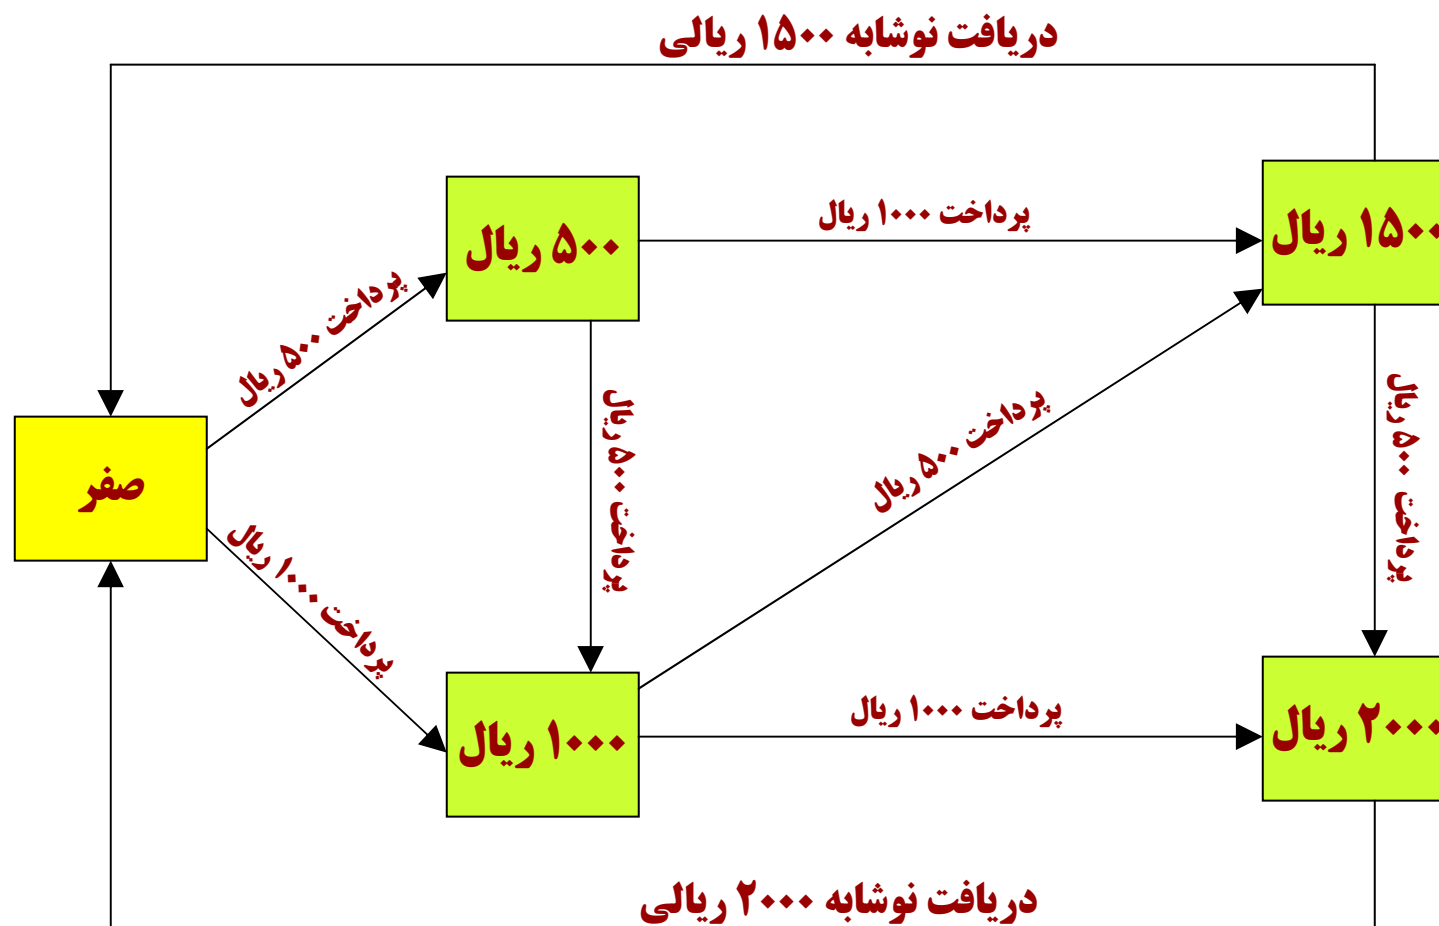 دریافت نوشابه ۱۵۰۰ ریالی
۵۰۰ ریال
پرداخت ۱۰۰۰ ریال
۱۵۰۰ ریال
پرداخت ۵۰۰ ریال
پرداخت ۵۰۰ ریال
پرداخت ۵۰۰ ریال
پرداخت ۵۰۰ ریال
صفر
پرداخت ۱۰۰۰ ریال
۱۰۰۰ ریال
پرداخت ۱۰۰۰ ریال
۲۰۰۰ ریال
دریافت نوشابه ۲۰۰۰ ریالی